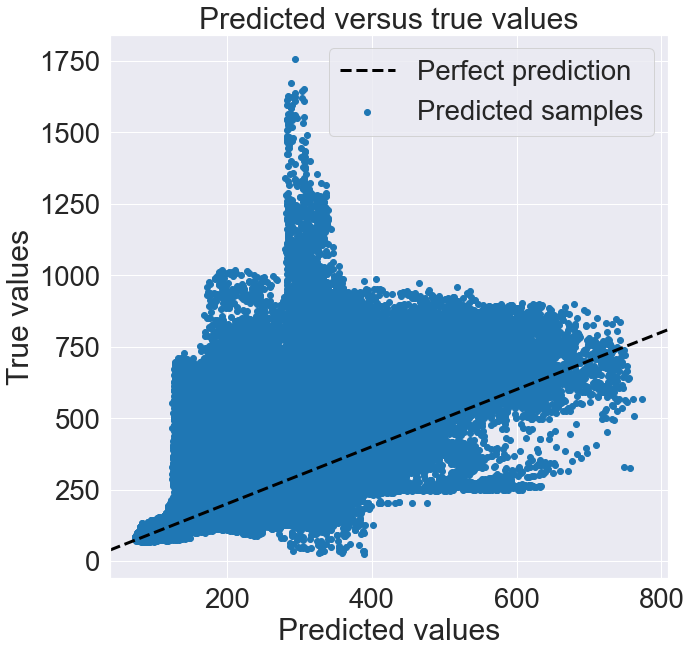 Predicted versus true values
Perfect prediction
Predicted samples
1750
1500
1250
1000
750
500
250
0
True values
200
400
600
800
Predicted values